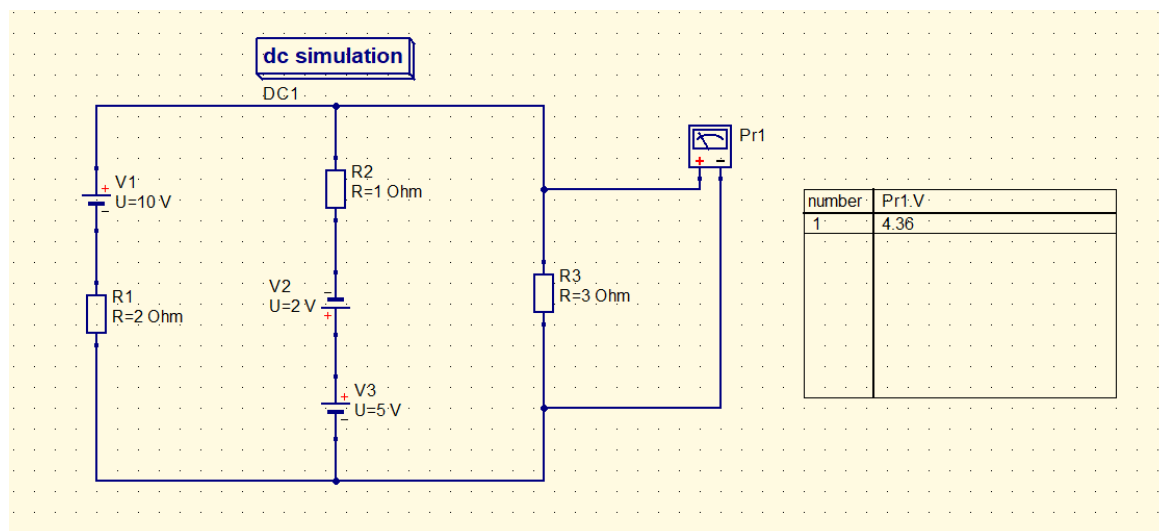 dc simulation
DC1
Pr1
V1
U=10 V
R2
R=1 Ohm
number Pr1.V
1 4.36
R3
R=3 Ohm
V2
U=2 V
R1
R=2 Ohm
V3
U=5 V